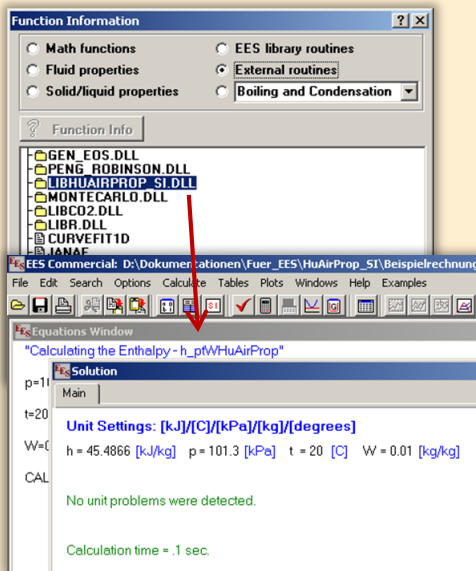 Function Information
Math functions
EES library routines
Fluid properties
External routines
Solid/liquid properties
Boiling and Condensation
? Function Info
GEN_EOS.DLL
PENG_ROBINSON.DLL
LIBHUAIRPROP_SI.DLL
MONTECARLO.DLL
LIBCO2.DLL
LIBR.DLL
CURVEFIT1D
JANAF
EES Commercial: D:\Dokumentationen\Fuer_EES\HuAirProp_SI\Beispielrechnung
File Edit Search Options Calculate Tables Plots Windows Help Examples
Equations Window
"Calculating the Enthalpy - h_ptWHuAirProp"
Solution
p=1
Main
t=20
Unit Settings: [kJ]/[C]/[kPa]/[kg]/[degrees]
W=0
h = 45.4866 [kJ/kg] p = 101.3 [kPa] t = 20 [C] W = 0.01 [kg/kg]
CAL
No unit problems were detected.
Calculation time = .1 sec.